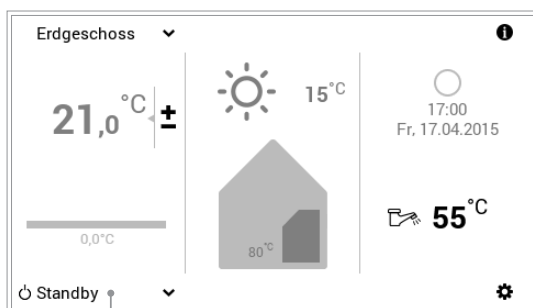 Erdgeschoss
21,0 °C ±
0,0°C
Standby
15°C
80°C
17:00
Fr, 17.04.2015
55°C